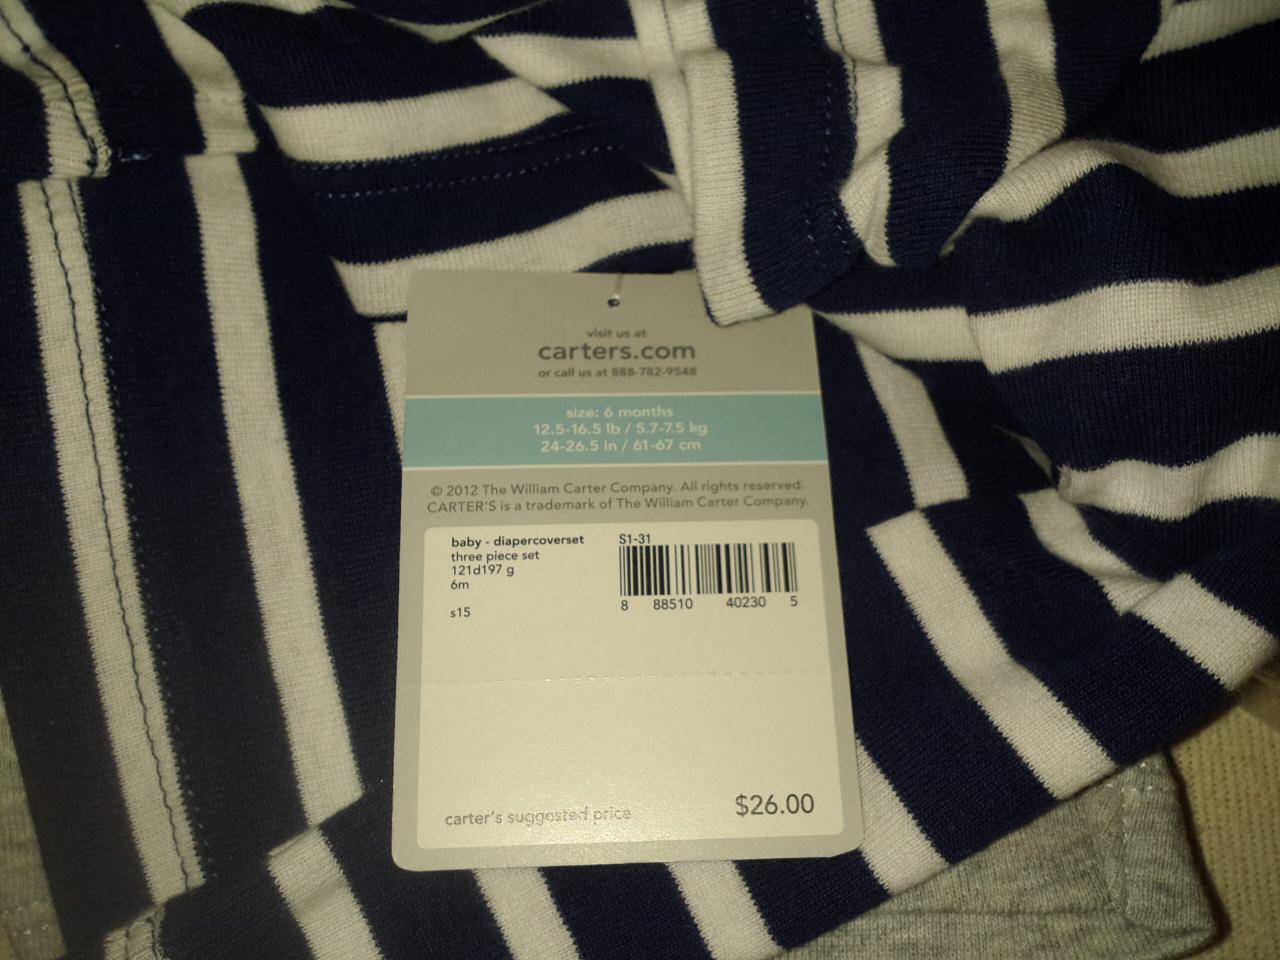 visit us at
carters.com
or call us at 888-782-9548
size: 6 months
12.5-16.5 lb / 5.7-7.5 kg
24-26.5 in / 61-67 cm
© 2012 The William Carter Company. All rights reserved.
CARTER'S is a trademark of The William Carter Company.
baby - diapercoverset
three piece set
121d197 g
6m
s15
S1-31
8 88510 40230 5
carter's suggested price $26.00